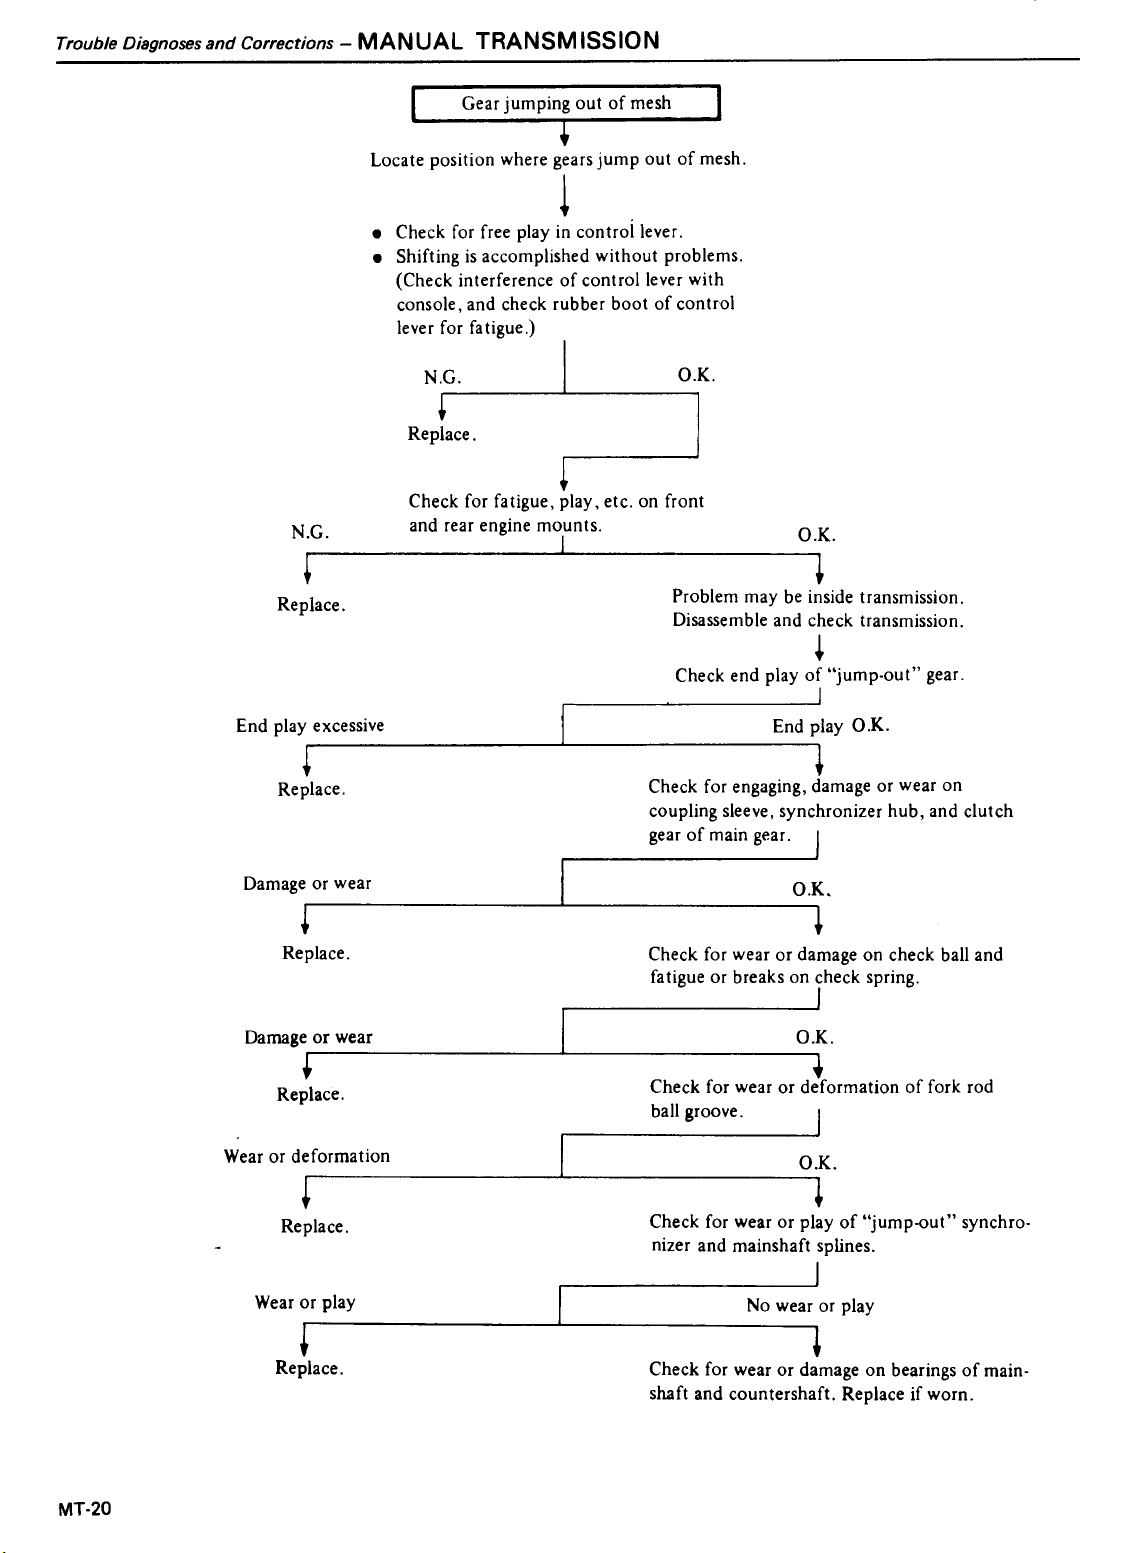 Trouble Diagnoses and Corrections – MANUAL TRANSMISSION
Gear jumping out of mesh
Locate position where gears jump out of mesh.
• Check for free play in control lever.
• Shifting is accomplished without problems.
(Check interference of control lever with
console, and check rubber boot of control
lever for fatigue.)
N.G.
O.K.
Replace.
Check for fatigue, play, etc. on front
and rear engine mounts.
N.G.
O.K.
Replace.
Problem may be inside transmission.
Disassemble and check transmission.
Check end play of “jump-out” gear.
End play excessive
End play O.K.
Replace.
Check for engaging, damage or wear on
coupling sleeve, synchronizer hub, and clutch
gear of main gear.
Damage or wear
O.K.
Replace.
Check for wear or damage on check ball and
fatigue or breaks on check spring.
Damage or wear
O.K.
Replace.
Check for wear or deformation of fork rod
ball groove.
Wear or deformation
O.K.
Replace.
Check for wear or play of “jump-out” synchro-
nizer and mainshaft splines.
Wear or play
No wear or play
Replace.
Check for wear or damage on bearings of main-
shaft and countershaft. Replace if worn.
MT-20